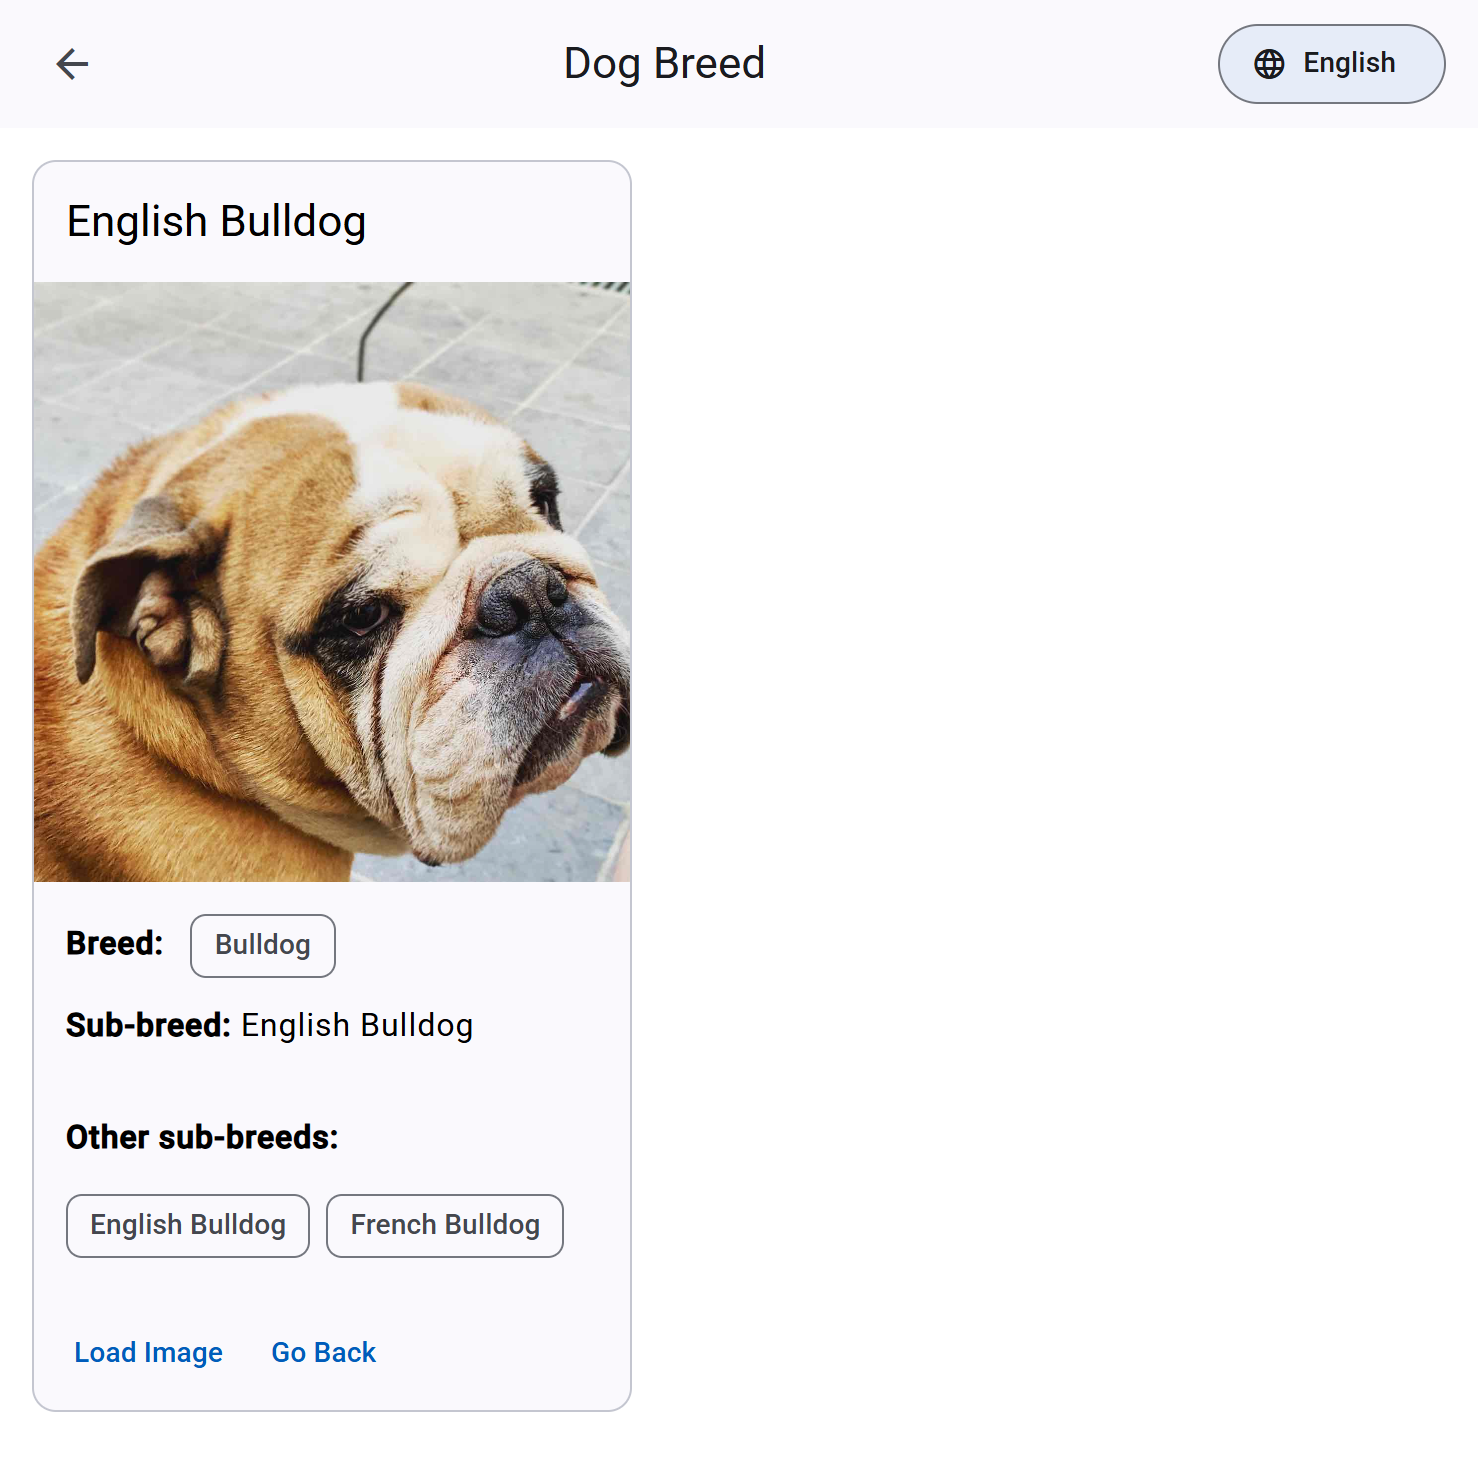 Dog Breed
English
English Bulldog
Breed: Bulldog
Sub-breed: English Bulldog
Other sub-breeds:
English Bulldog French Bulldog
Load Image Go Back